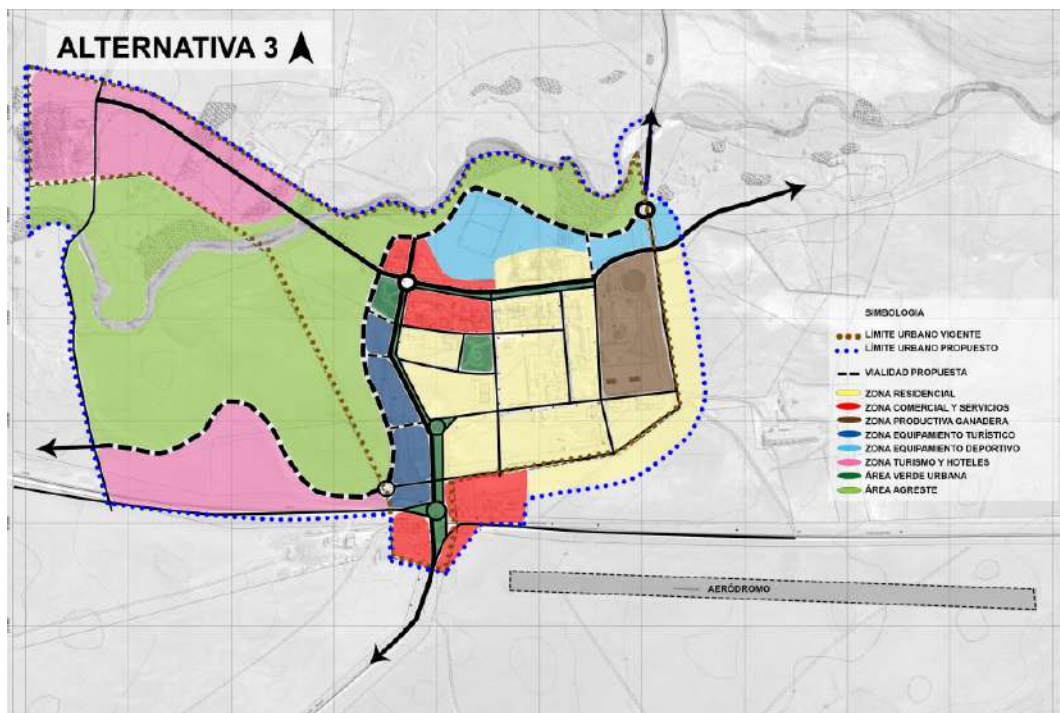 ALTERNATIVA 3
SIMBOLOGIA
LÍMITE URBANO VIGENTE
LÍMITE URBANO PROPUESTO
VIALIDAD PROPUESTA
ZONA RESIDENCIAL
ZONA COMERCIAL Y SERVICIOS
ZONA PRODUCTIVA GANADERA
ZONA EQUIPAMIENTO TURÍSTICO
ZONA EQUIPAMIENTO DEPORTIVO
ZONA TURISMO Y HOTELES
ÁREA VERDE URBANA
ÁREA AGRESTE
AERÓDROMO